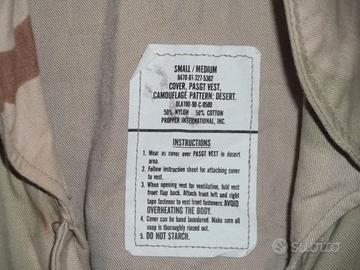 SMALL / MEDIUM
8470-01-327-5362
COVER, PASGT VEST,
CAMOUFLAGE PATTERN: DESERT.
DLA100-90-C-0509
50% NYLON 50% COTTON
PROPPER INTERNATIONAL, INC.
INSTRUCTIONS
1. Wear as cover over PASGT VEST in desert
area.
2. Follow instruction sheet for attaching cover
to vest.
3. When opening vest for ventilation, fold vest
front flap back. Attach front left and right
tape fastener to vest front fasteners. AVOID
OVERHEATING THE BODY.
4. Cover can be hand laundered. Make sure all
soap is thoroughly rinsed out.
5. DO NOT STARCH.
subito